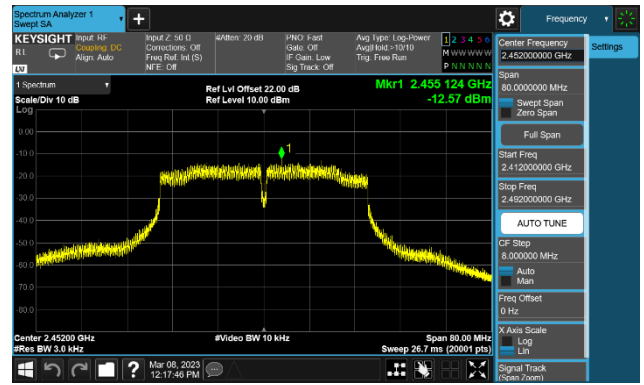 Spectrum Analyzer 1
Swept SA
+
Frequency
KEYSIGHT
Input: RF
Coupling: DC
Align: Auto
Input Z: 50 Ω
Corrections: Off
Freq Ref: Int (S)
NFE: Off
#Atten: 20 dB
PNO: Fast
Gate: Off
IF Gain: Low
Sig Track: Off
Avg Type: Log-Power
Avg|Hold:>10/10
Trig: Free Run
1 2 3 4 5 6
M W W W W W
P N N N N N
LXI
1 Spectrum
Scale/Div 10 dB
Log
Ref Lvl Offset 22.00 dB
Ref Level 10.00 dBm
Mkr1 2.455 124 GHz
-12.57 dBm
1
0.00
-10.0
-20.0
-30.0
-40.0
-50.0
-60.0
-70.0
-80.0
Center 2.45200 GHz
#Res BW 3.0 kHz
#Video BW 10 kHz
Span 80.00 MHz
Sweep 26.7 ms (20001 pts)
Mar 08, 2023
12:17:46 PM
?
Center Frequency
2.452000000 GHz
Span
80.0000000 MHz
Swept Span
Zero Span
Full Span
Start Freq
2.412000000 GHz
Stop Freq
2.492000000 GHz
AUTO TUNE
CF Step
8.000000 MHz
Auto
Man
Freq Offset
0 Hz
X Axis Scale
Log
Lin
Signal Track
(Span Zoom)
Settings